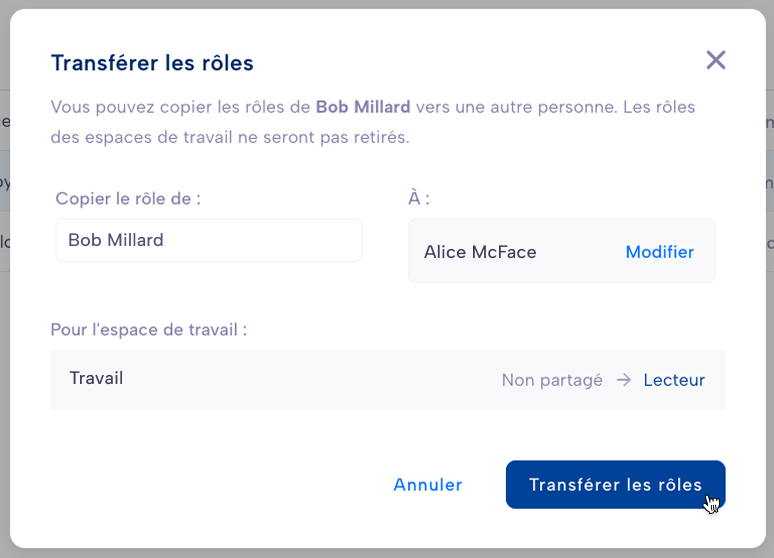 Transférer les rôles
Vous pouvez copier les rôles de Bob Millard vers une autre personne. Les rôles
des espaces de travail ne seront pas retirés.
Copier le rôle de :
À :
Bob Millard
Alice McFace
Modifier
Pour l'espace de travail :
Travail
Non partagé → Lecteur
Annuler
Transférer les rôles